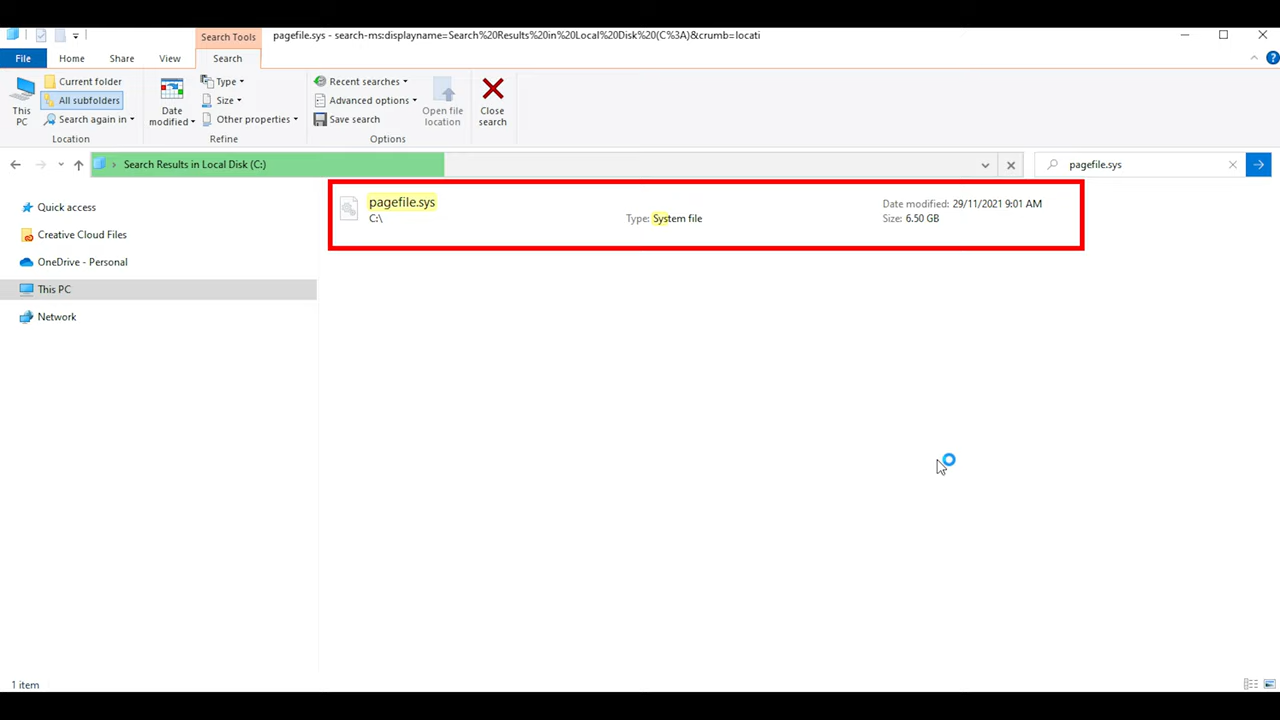 Search Tools
pagefile.sys - search-ms:displayname=Search%20Results%20in%20Local%20Disk%20(C%3A)&crumb=locati
File
Home
Share
View
Search
This PC
Current folder
All subfolders
Search again in
Location
Date modified
Type
Size
Other properties
Refine
Recent searches
Advanced options
Save search
Open file location
Options
Close search
Search Results in Local Disk (C:)
pagefile.sys
Quick access
Creative Cloud Files
OneDrive - Personal
This PC
Network
pagefile.sys
C:\
Type: System file
Date modified: 29/11/2021 9:01 AM
Size: 6.50 GB
1 item